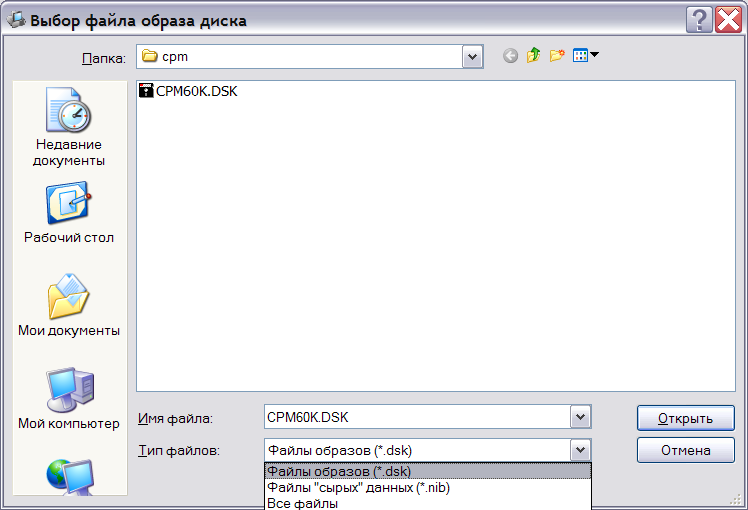 Выбор файла образа диска
Папка:
cpm
CPM60K.DSK
Недавние
документы
Рабочий стол
Мои документы
Мой компьютер
Имя файла:
CPM60K.DSK
Открыть
Тип файлов:
Файлы образов (*.dsk)
Отмена
Файлы образов (*.dsk)
Файлы "сырых" данных (*.nib)
Все файлы